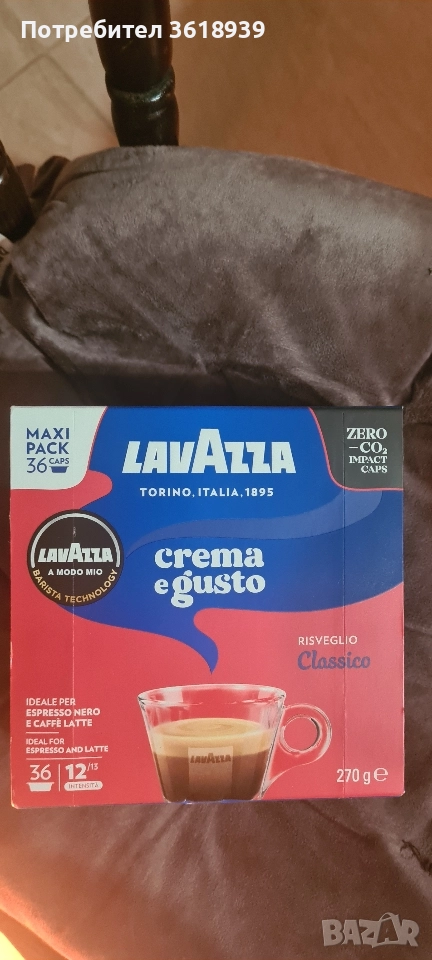 Потребител 3618939
MAXI
PACK
36 CAPS
LAVAZZA
TORINO, ITALIA, 1895
ZERO
–CO₂
IMPACT
CAPS
LAVAZZA
A MODO MIO
BARISTA TECHNOLOGY
crema
e gusto
RISVEGLIO
Classico
IDEALE PER
ESPRESSO NERO
E CAFFÈ LATTE
IDEAL FOR
ESPRESSO AND LATTE
36
12/13
INTENSITÀ
LAVAZZA
270 g e
BAZAR